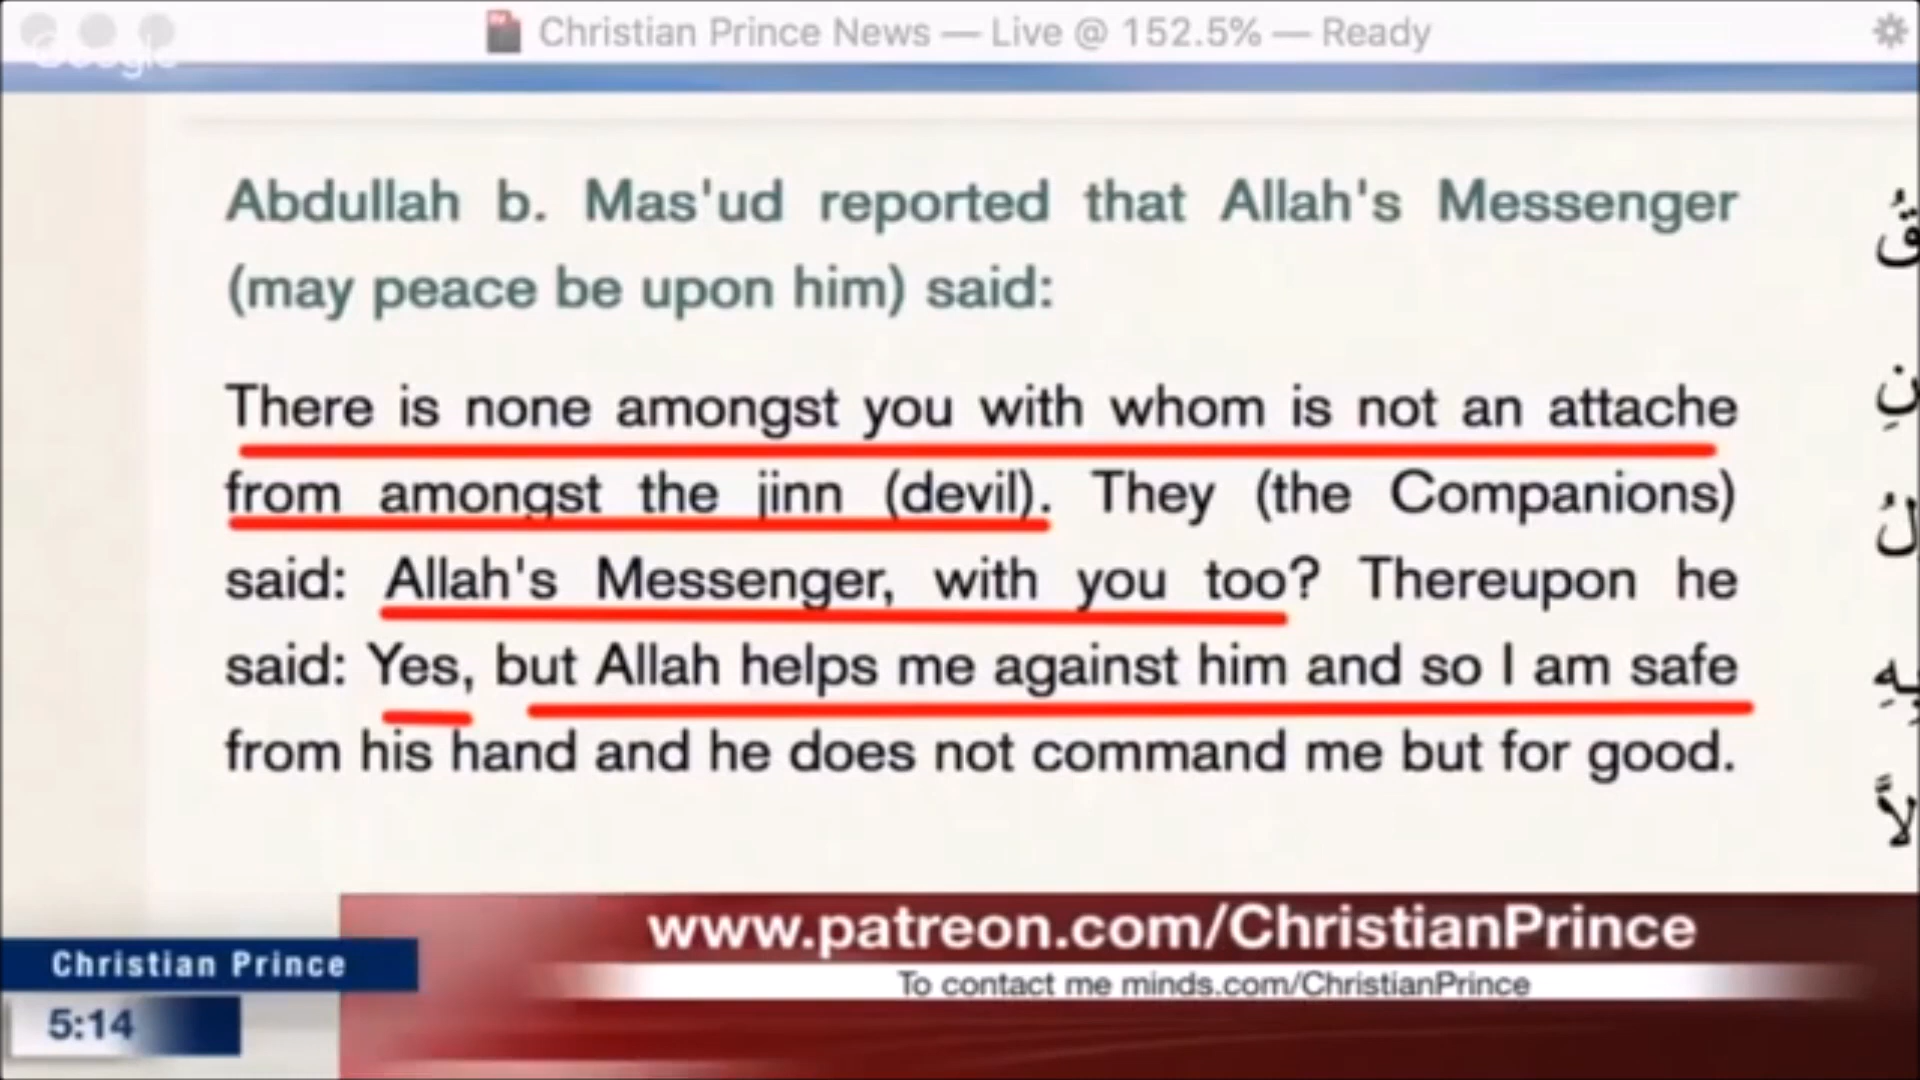 Christian Prince News — Live @ 152.5% — Ready
Google
Abdullah b. Mas'ud reported that Allah's Messenger
(may peace be upon him) said:
There is none amongst you with whom is not an attache
from amongst the jinn (devil). They (the Companions)
said: Allah's Messenger, with you too? Thereupon he
said: Yes, but Allah helps me against him and so I am safe
from his hand and he does not command me but for good.
www.patreon.com/ChristianPrince
Christian Prince
To contact me minds.com/ChristianPrince
5:14